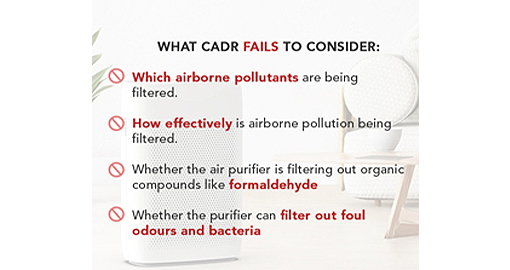 WHAT CADR FAILS TO CONSIDER:
Which airborne pollutants are being
filtered.
How effectively is airborne pollution being
filtered.
Whether the air purifier is filtering out organic
compounds like formaldehyde
Whether the purifier can filter out foul
odours and bacteria